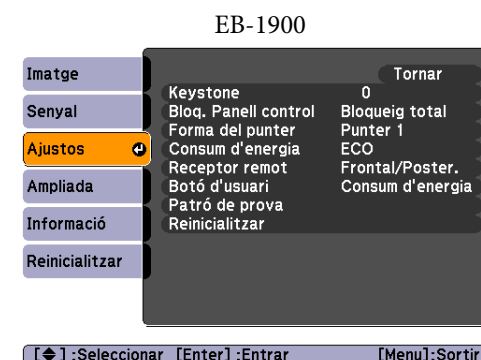 EB-1900
Imatge
Senyal
Ajustos
Ampliada
Informació
Reinicialitzar
Tornar
Keystone 0
Bloq. Panell control Bloqueig total
Forma del punter Punter 1
Consum d'energia ECO
Receptor remot Frontal/Poster.
Botó d'usuari Consum d'energia
Patró de prova
Reinicialitzar
[ ] :Seleccionar [Enter] :Entrar [Menu]:Sortir